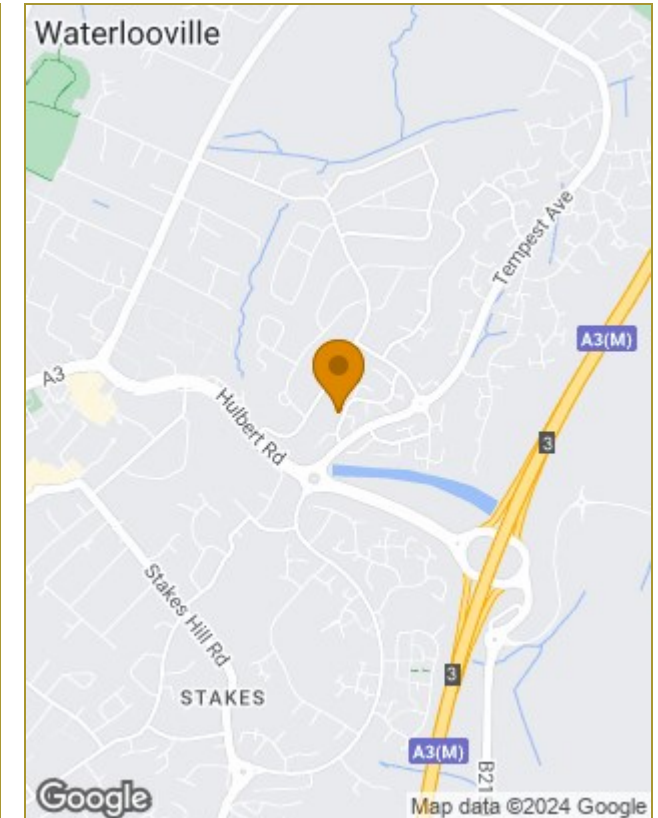 Waterlooville
Tempest Ave
A3(M)
A3
Hulbert Rd
3
Stakes Hill Rd
3
STAKES
A3(M)
B21
Google
Map data ©2024 Google